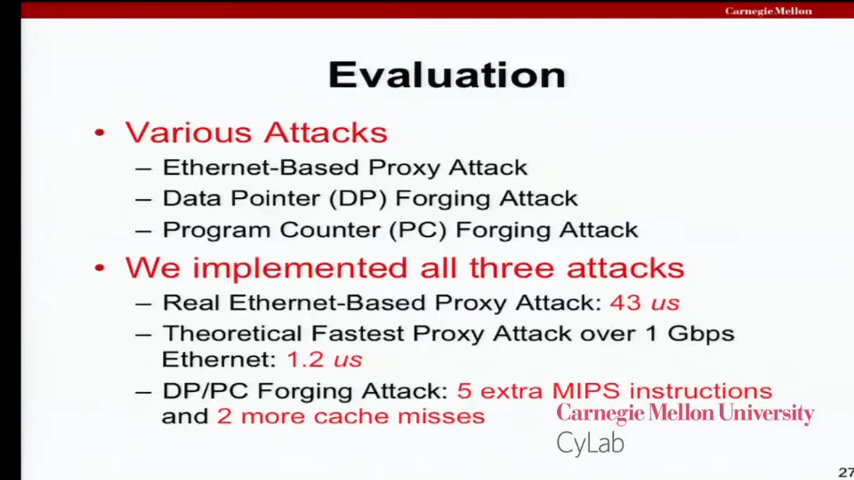 Carnegie Mellon
Evaluation
• Various Attacks
– Ethernet-Based Proxy Attack
– Data Pointer (DP) Forging Attack
– Program Counter (PC) Forging Attack
• We implemented all three attacks
– Real Ethernet-Based Proxy Attack: 43 us
– Theoretical Fastest Proxy Attack over 1 Gbps
Ethernet: 1.2 us
– DP/PC Forging Attack: 5 extra MIPS instructions
and 2 more cache misses
Carnegie Mellon University
CyLab
27